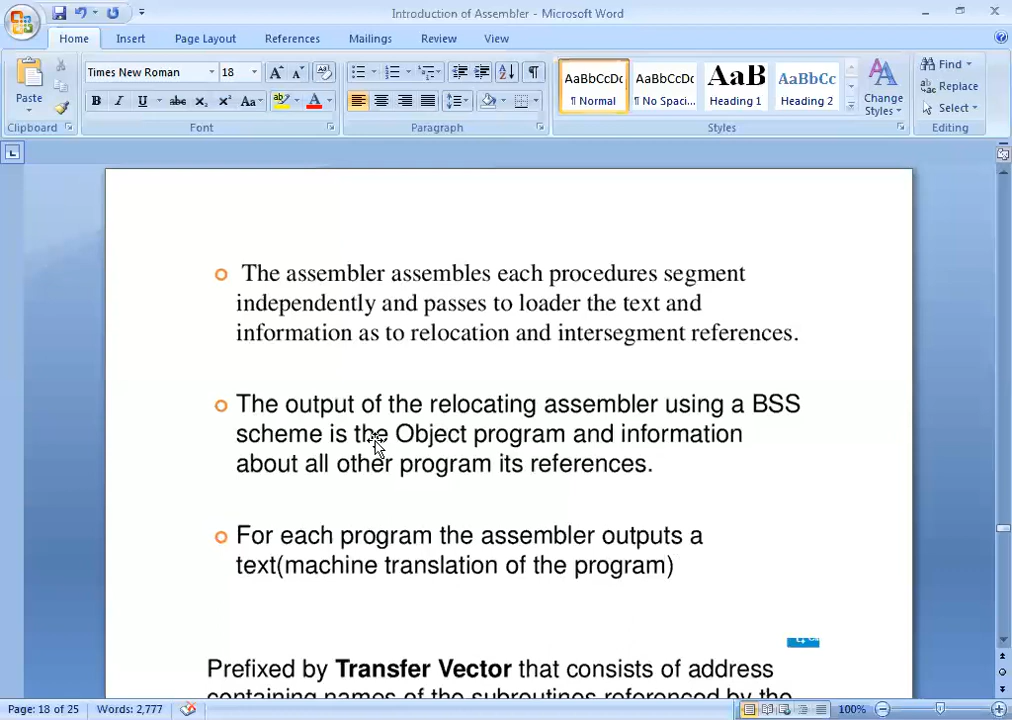 Introduction of Assembler - Microsoft Word
Home Insert Page Layout References Mailings Review View
Paste
Clipboard
Times New Roman 18
Font
Paragraph
AaBbCcDc AaBbCcDc AaB AaBbCc
¶ Normal ¶ No Spaci... Heading 1 Heading 2
Styles
Change Styles
Find
Replace
Select
Editing
The assembler assembles each procedures segment
independently and passes to loader the text and
information as to relocation and intersegment references.
The output of the relocating assembler using a BSS
scheme is the Object program and information
about all other program its references.
For each program the assembler outputs a
text(machine translation of the program)
Prefixed by Transfer Vector that consists of address
containing names of the subroutines referenced by the
Page: 18 of 25 Words: 2,777 100%